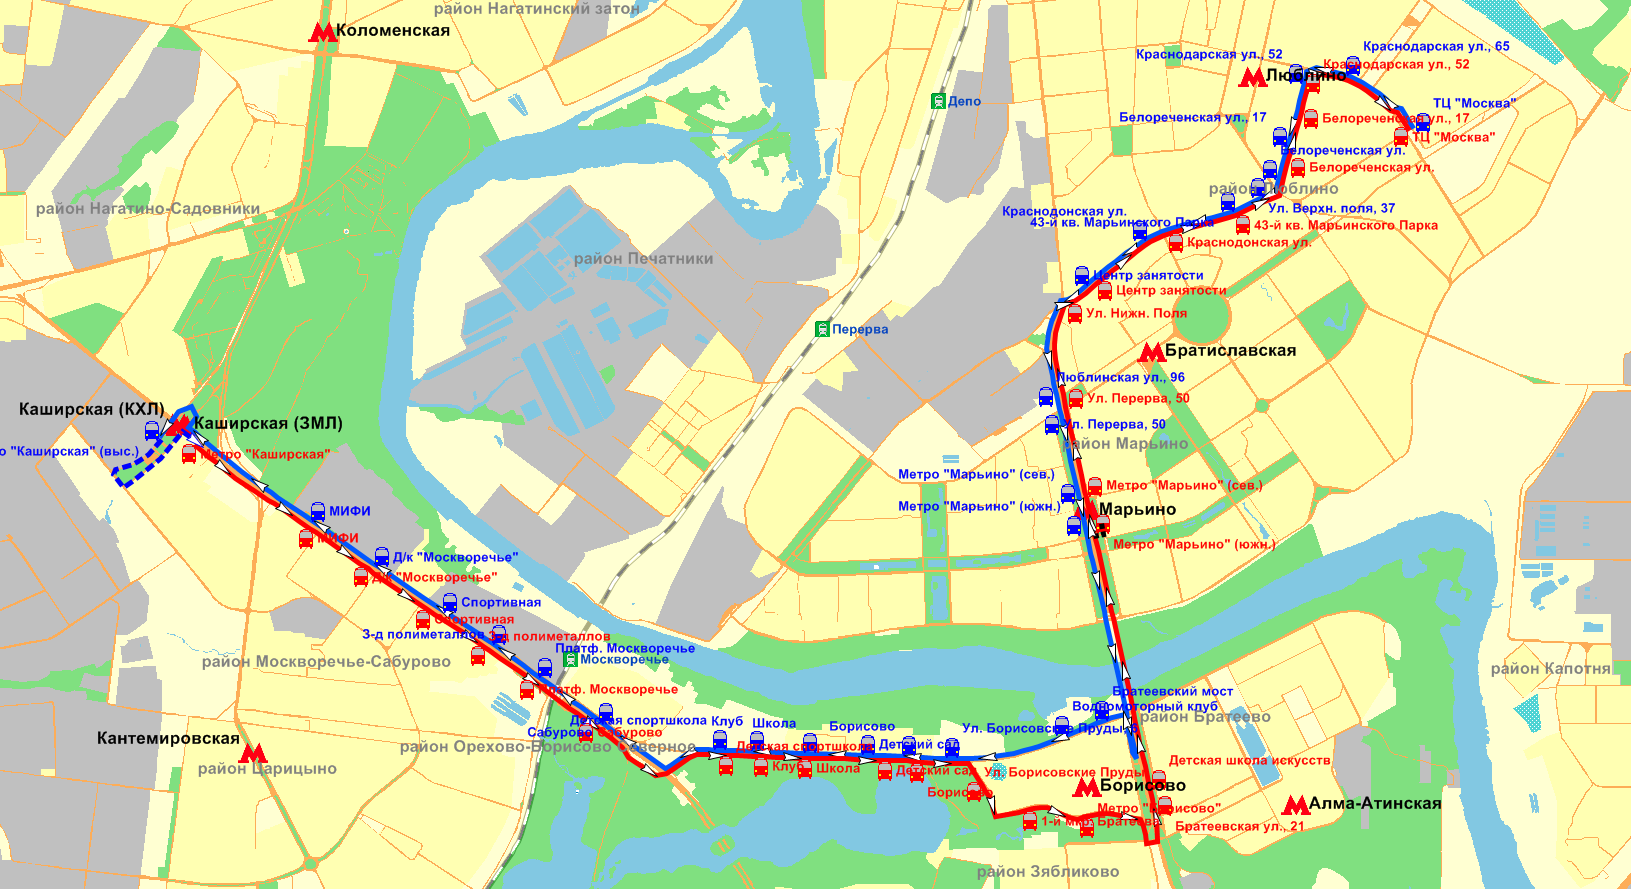 район Нагатинский затон
Коломенская
Краснодарская ул., 52
Краснодарская ул., 65
Краснодарская ул., 52
Люблино
Депо
ТЦ "Москва"
Белореченская ул., 17
Белореченская ул., 17
ТЦ "Москва"
Белореченская ул.
Белореченская ул.
район Люблино
район Нагатино-Садовники
Краснодонская ул.
Ул. Верхн. поля, 37
43-й кв. Марьинского Парка
43-й кв. Марьинского Парка
Краснодонская ул.
район Печатники
Центр занятости
Центр занятости
Ул. Нижн. Поля
Перерва
Братиславская
Люблинская ул., 96
Ул. Перерва, 50
Каширская (КХЛ)
Каширская (ЗМЛ)
Ул. Перерва, 50
район Марьино
о "Каширская" (выс.)
Метро "Каширская"
Метро "Марьино" (сев.)
Метро "Марьино" (сев.)
Метро "Марьино" (южн.)
Марьино
МИФИ
МИФИ
Метро "Марьино" (южн.)
Д/к "Москворечье"
Д/к "Москворечье"
Спортивная
Спортивная
З-д полиметаллов
З-д полиметаллов
Платф. Москворечье
Москворечье
район Москворечье-Сабурово
район Капотня
Платф. Москворечье
Братеевский мост
Водномоторный клуб
район Братеево
Детская спортшкола
Клуб
Школа
Борисово
Ул. Борисовские Пруды, 8
Сабурово
Сабурово
Кантемировская
район Орехово-Борисово Северное
Детская спортшкола
Детский сад
Детская школа искусств
район Царицыно
Клуб
Школа
Детский сад
Ул. Борисовские Пруды
Борисово
Борисово
Алма-Атинская
Метро "Борисово"
1-й мкр. Братеева
Братеевская ул., 21
район Зябликово